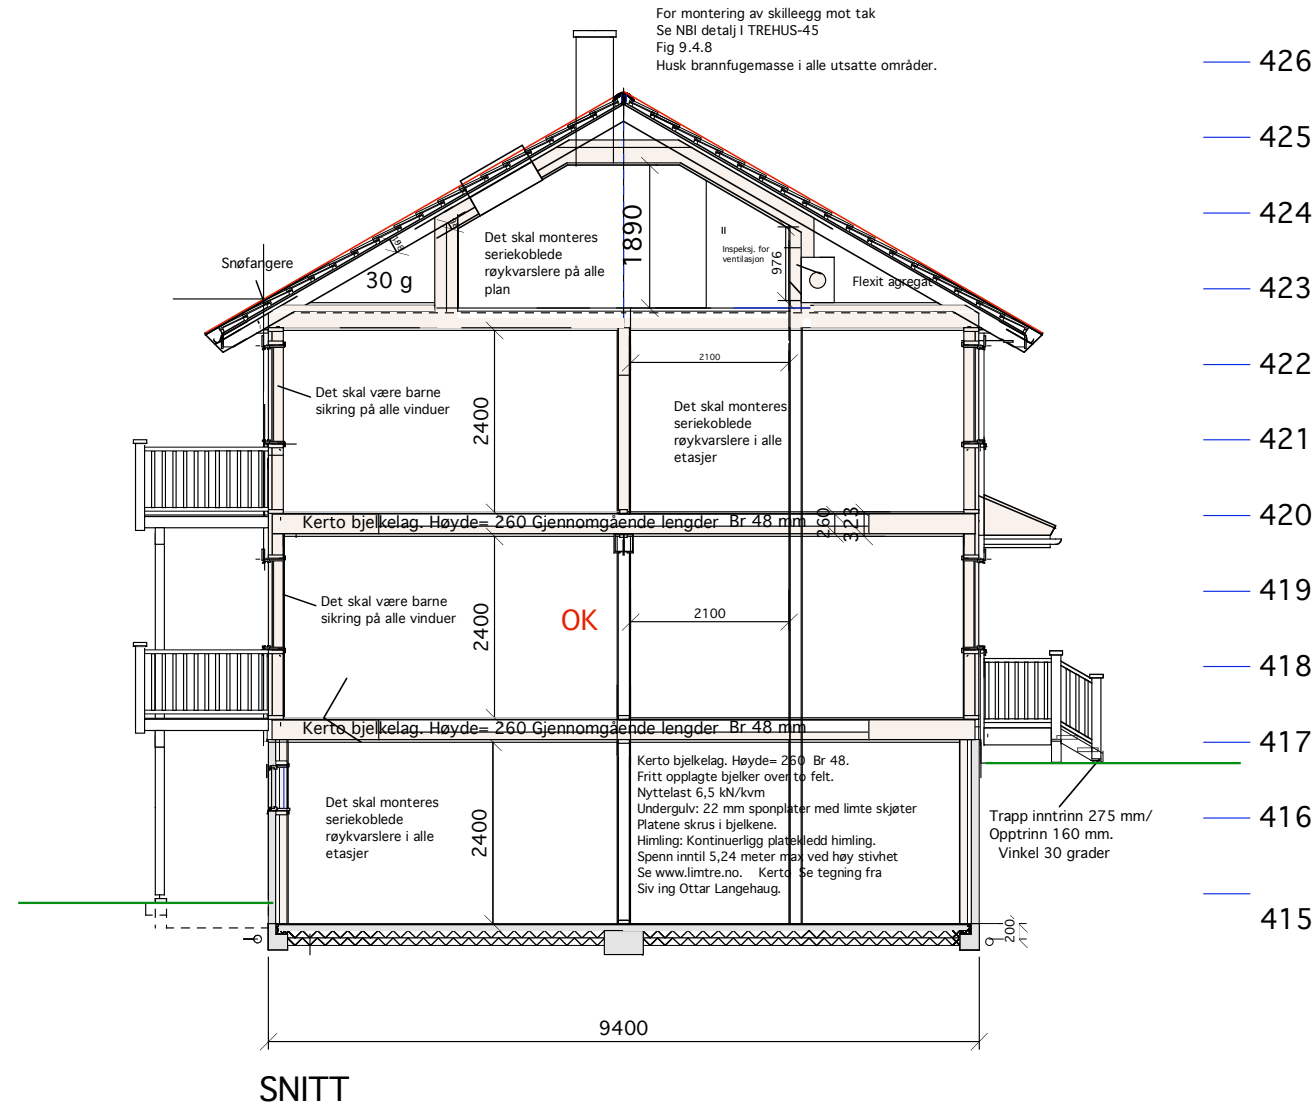 For montering av skilleegg mot tak
Se NBI detalj I TREHUS-45
Fig 9.4.8
Husk brannfugemasse i alle utsatte områder.
426
425
424
423
422
421
420
419
418
417
416
415
Snøfangere
30 g
198
Det skal monteres
seriekoblede
røykvarslere på alle
plan
1890
II
Inspeksj. for
ventilasjon
976
Flexit agregat
Det skal være barne
sikring på alle vinduer
2400
2100
Det skal monteres
seriekoblede
røykvarslere i alle
etasjer
Kerto bjelkelag. Høyde= 260 Gjennomgående lengder Br 48 mm
260
323
Det skal være barne
sikring på alle vinduer
2400
OK
2100
Kerto bjelkelag. Høyde= 260 Gjennomgående lengder Br 48 mm
Det skal monteres
seriekoblede
røykvarslere i alle
etasjer
2400
Kerto bjelkelag. Høyde= 260 Br 48.
Fritt opplagte bjelker over to felt.
Nyttelast 6,5 kN/kvm
Undergulv: 22 mm sponplater med limte skjøter
Platene skrus i bjelkene.
Himling: Kontinuerligg platekledd himling.
Spenn inntil 5,24 meter max ved høy stivhet
Se www.limtre.no. Kerto Se tegning fra
Siv ing Ottar Langehaug.
Trapp inntrinn 275 mm/
Opptrinn 160 mm.
Vinkel 30 grader
200
9400
SNITT